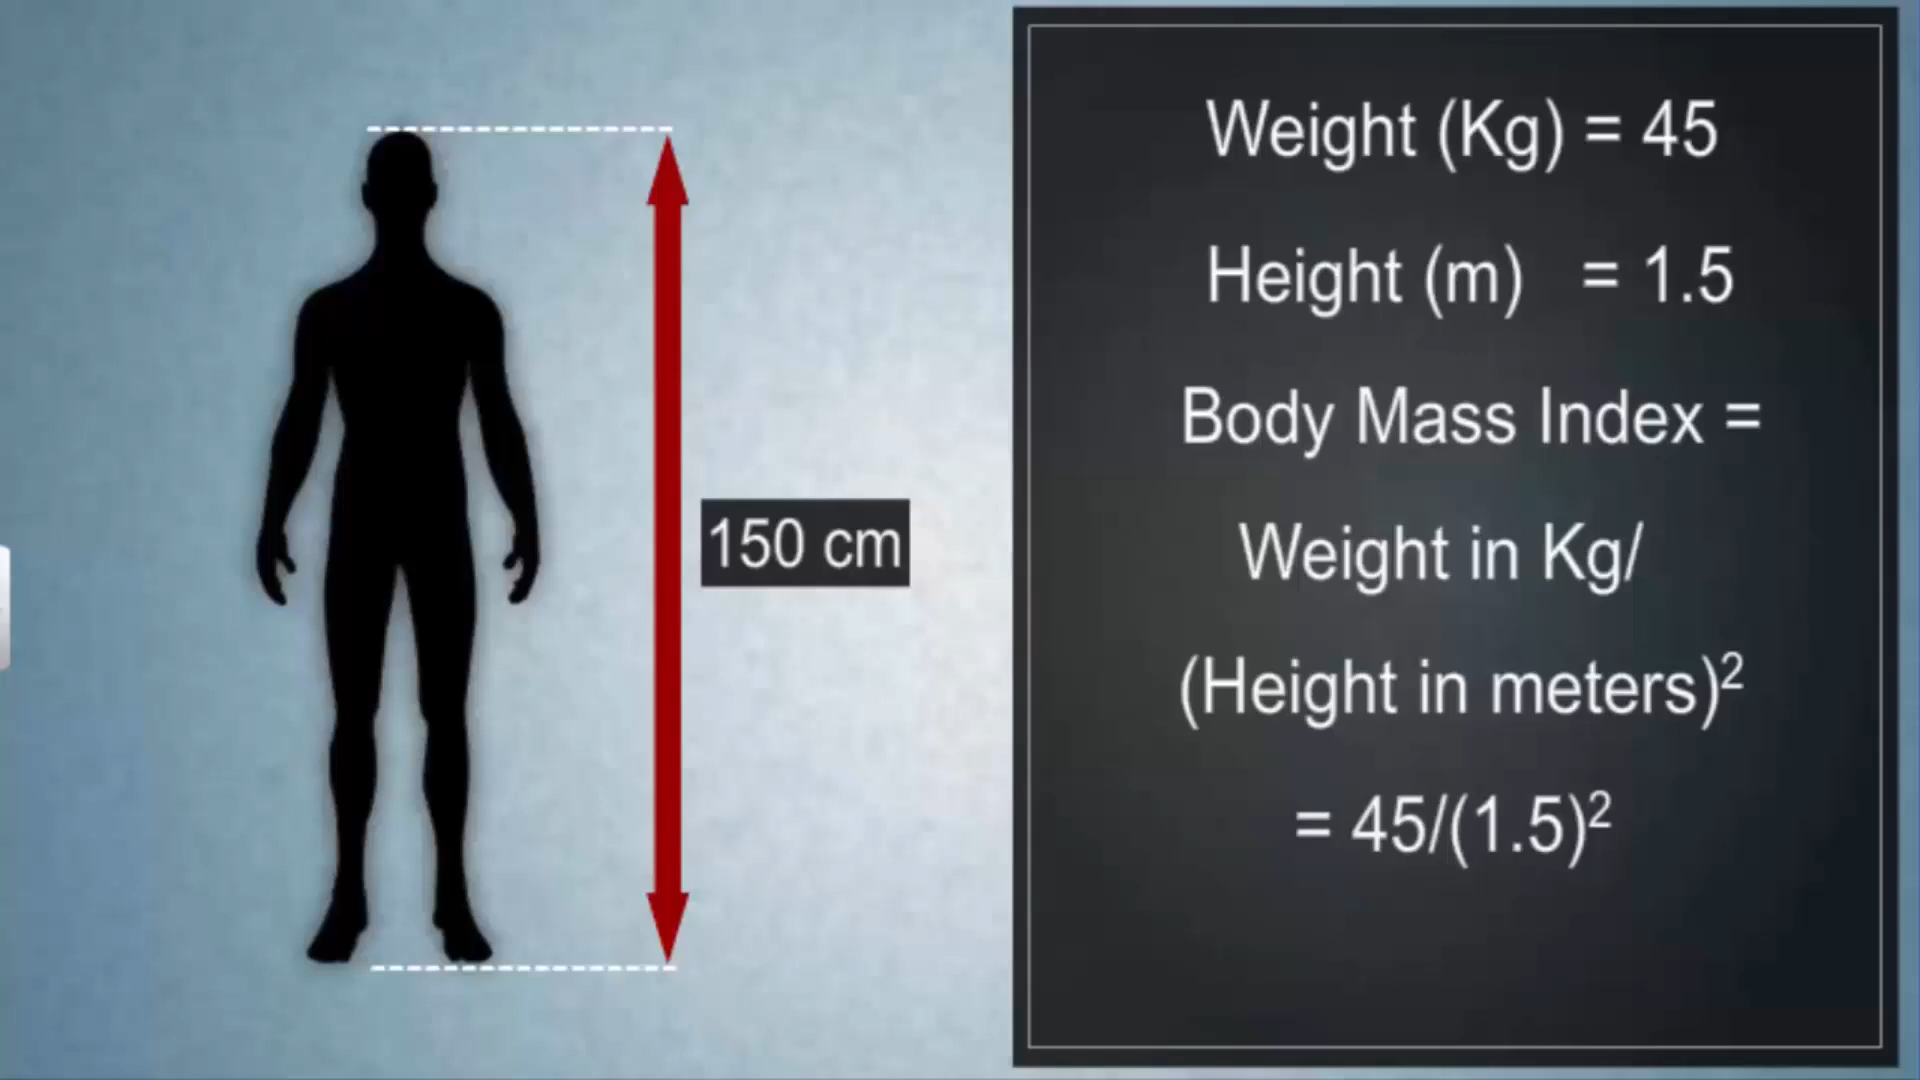 150 cm
Weight (Kg) = 45
Height (m) = 1.5
Body Mass Index =
Weight in Kg/
(Height in meters)²
= 45/(1.5)²